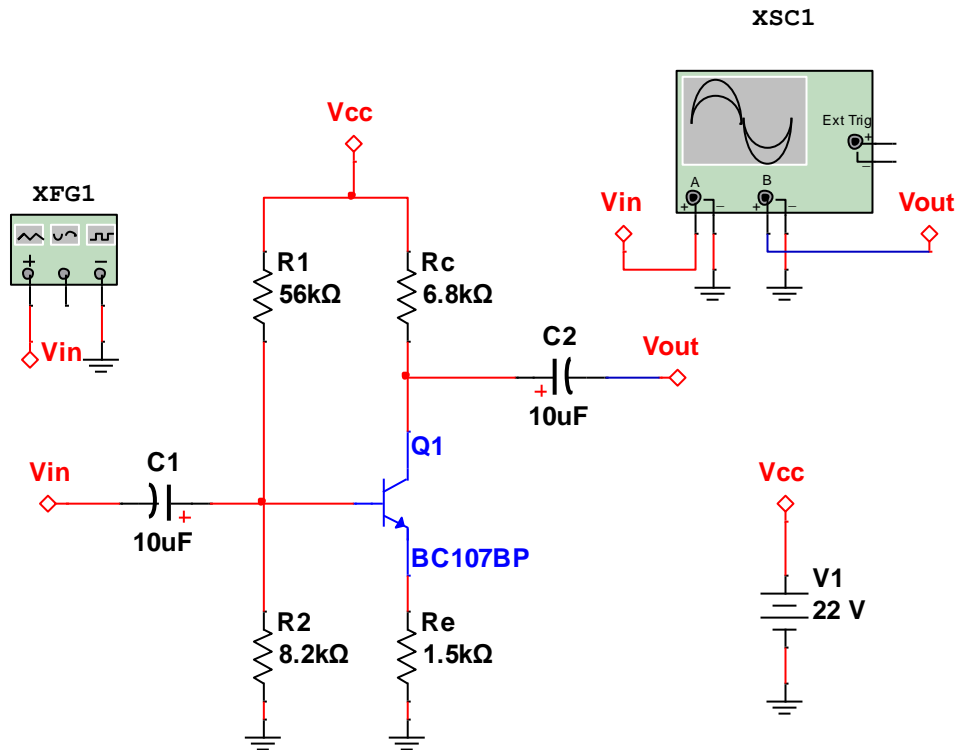 XSC1
Vcc
Ext Trig
+
−
A
B
+
−
+
−
XFG1
+
−
Vin
Vout
R1
56kΩ
Rc
6.8kΩ
Vin
C2
Vout
+
10uF
Q1
Vin
C1
Vcc
+
10uF
BC107BP
V1
22 V
R2
8.2kΩ
Re
1.5kΩ